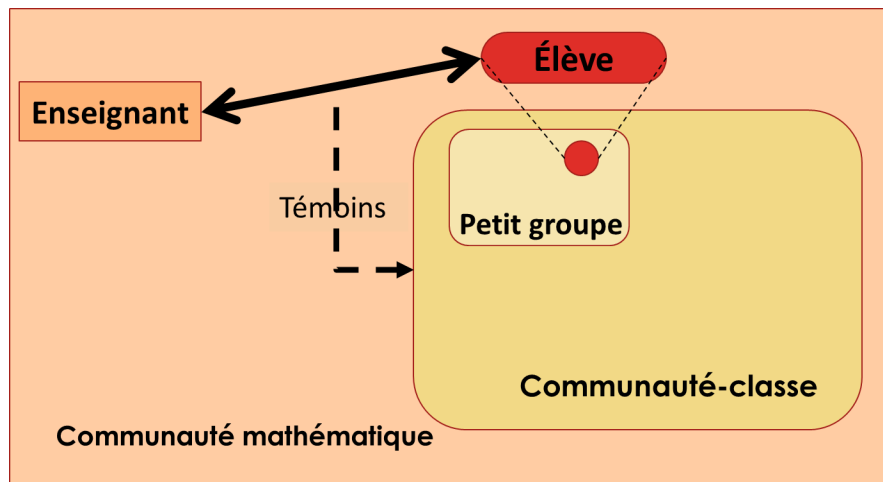 Élève
Enseignant
Témoins
Petit groupe
Communauté-classe
Communauté mathématique